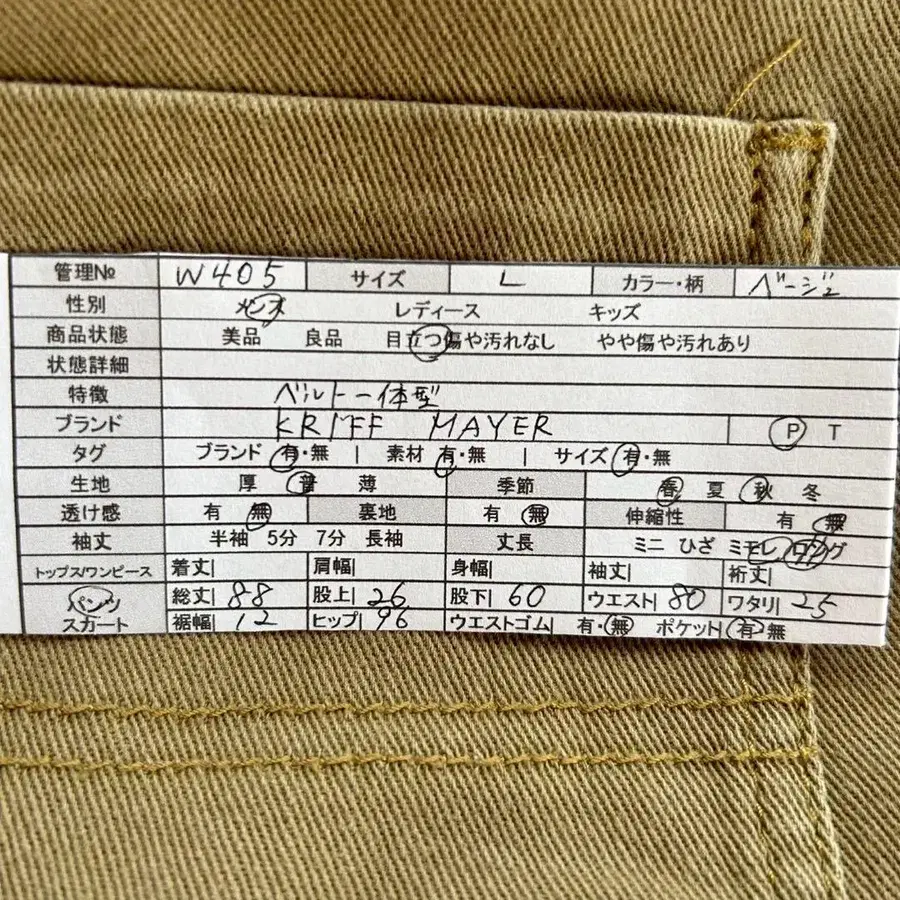 管理№ W405 サイズ L カラー・柄 ベージュ
性別 メンズ レディース キッズ
商品状態 美品 良品 目立つ傷や汚れなし やや傷や汚れあり
状態詳細
特徴 ベルト一体型
ブランド KRIFF MAYER P T
タグ ブランド 有・無 | 素材 有・無 | サイズ 有・無
生地 厚 普 薄 季節 春 夏 秋 冬
透け感 有 無 裏地 有 無 伸縮性 有 無
袖丈 半袖 5分 7分 長袖 丈長 ミニ ひざ ミモレ ロング
トップス/ワンピース 着丈| 肩幅| 身幅| 袖丈| 裄丈|
パンツ 総丈| 88 股上| 26 股下| 60 ウエスト| 80 ワタリ| 25
スカート 裾幅| 12 ヒップ| 96 ウエストゴム| 有・無 ポケット| 有・無